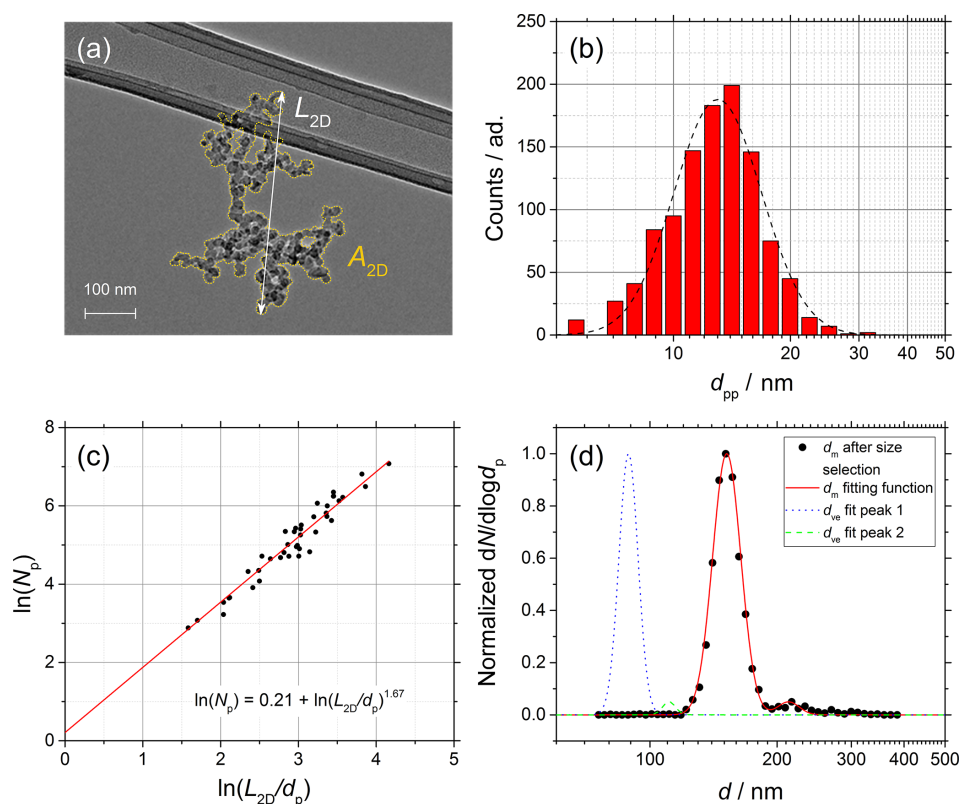 (a)
L2D
A2D
100 nm
(b)
Counts / ad.
250
200
150
100
50
0
10
20
30
40
50
dpp / nm
(c)
ln(Np)
8
6
4
2
0
ln(Np) = 0.21 + ln(L2D/dp)^1.67
0
1
2
3
4
5
ln(L2D/dp)
(d)
Normalized dN/dlogdp
1.0
0.8
0.6
0.4
0.2
0.0
dm after size
selection
dm fitting function
dve fit peak 1
dve fit peak 2
100
200
300
400
500
d / nm